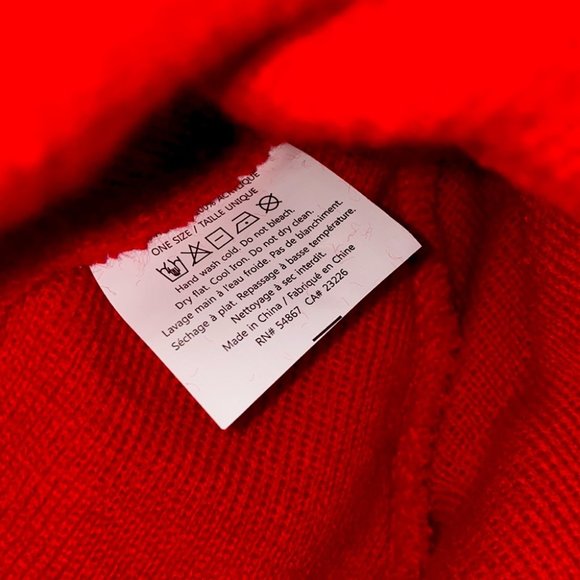 ACRYLIQUE
ONE SIZE / TAILLE UNIQUE
Hand wash cold. Do not bleach.
Dry flat. Cool Iron. Do not dry clean.
Lavage main à l'eau froide. Pas de blanchiment.
Séchage à plat. Repassage à basse température.
Nettoyage à sec interdit.
Made in China / Fabriqué en Chine
RN# 54867 CA# 23226